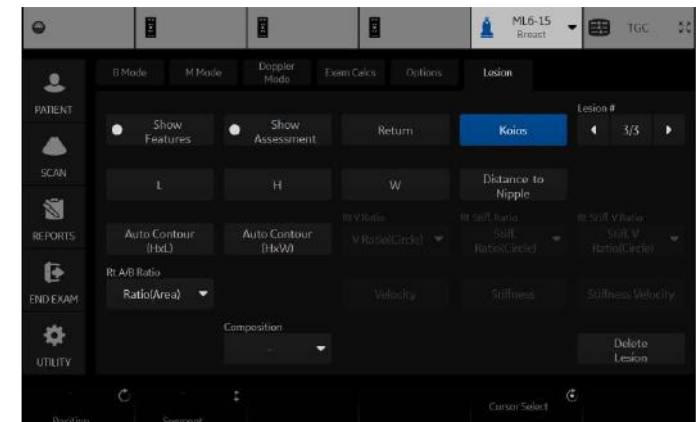 ML6-15
Breast
TGC
B Mode
M Mode
Doppler
Mode
Exam Calcs
Options
Lesion
PATIENT
SCAN
REPORTS
END EXAM
UTILITY
Lesion #
Show
Features
Show
Assessment
Return
Koios
3/3
L
H
W
Distance to
Nipple
Auto Contour
(HxL)
Auto Contour
(HxW)
Rt V Ratio
V Ratio(Circle)
Rt Stiff. Ratio
Stiff.
Ratio(Circle)
Rt Stiff. V Ratio
Stiff. V
Ratio(Circle)
Rt A/B Ratio
Ratio(Area)
Velocity
Stiffness
Stiffness Velocity
Composition
-
Delete
Lesion
Position
Segment
Cursor Select